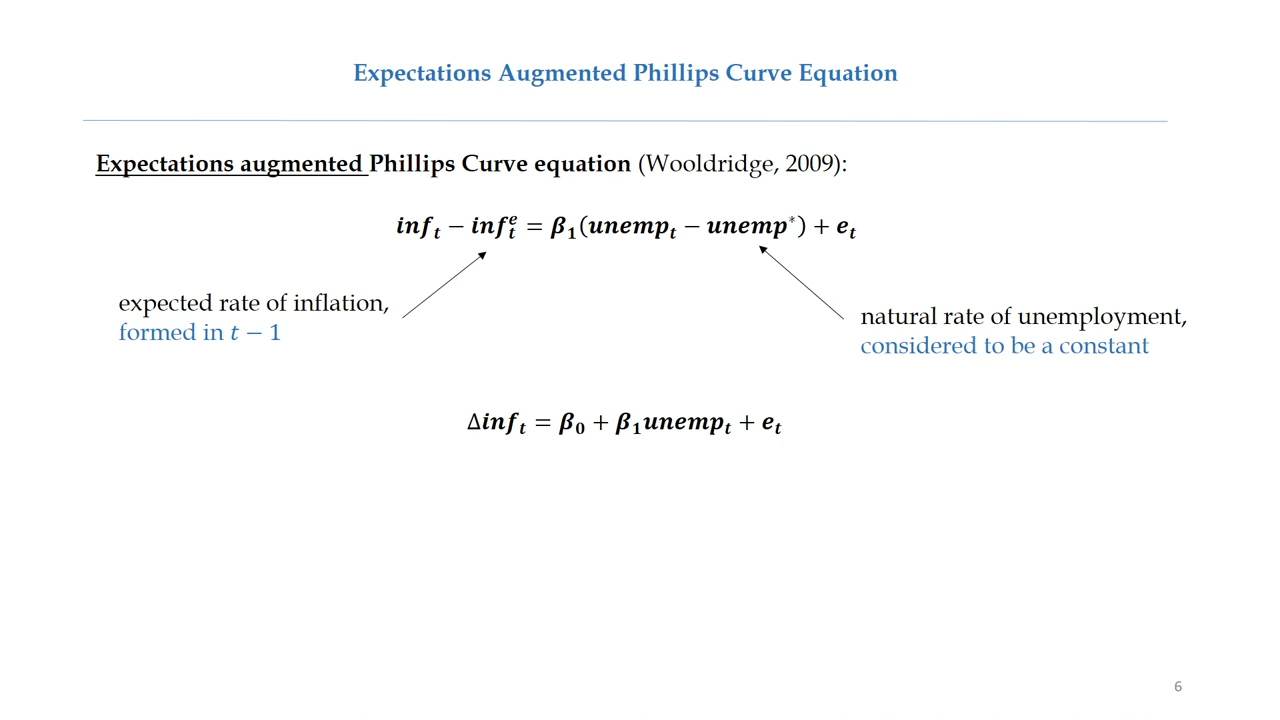 Expectations Augmented Phillips Curve Equation
Expectations augmented Phillips Curve equation (Wooldridge, 2009):
inf_t − inf_t^e = β_1(unemp_t − unemp*) + e_t
expected rate of inflation,
formed in t − 1
natural rate of unemployment,
considered to be a constant
Δinf_t = β_0 + β_1unemp_t + e_t
6